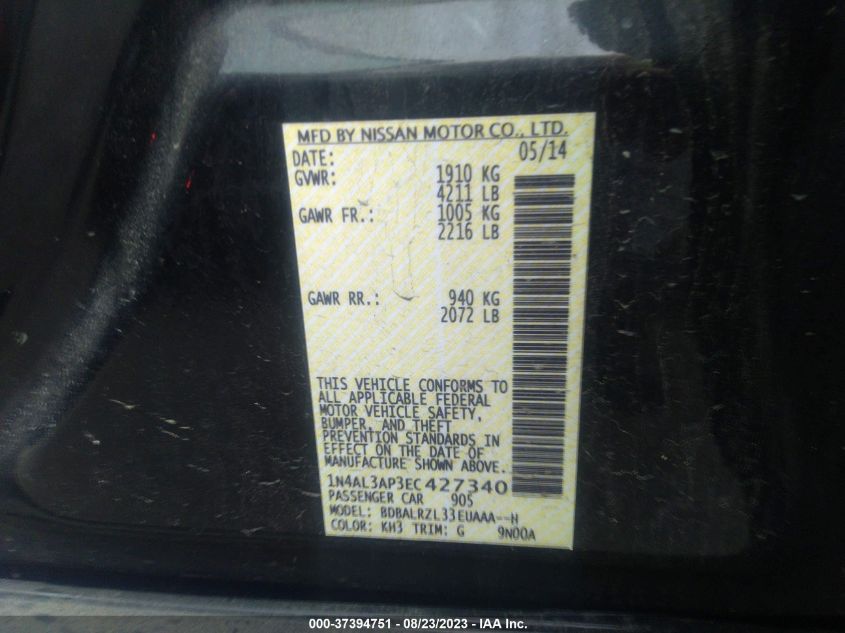 MFD BY NISSAN MOTOR CO., LTD.
DATE: 05/14
GVWR: 1910 KG
4211 LB
GAWR FR.: 1005 KG
2216 LB
GAWR RR.: 940 KG
2072 LB
THIS VEHICLE CONFORMS TO
ALL APPLICABLE FEDERAL
MOTOR VEHICLE SAFETY,
BUMPER, AND THEFT
PREVENTION STANDARDS IN
EFFECT ON THE DATE OF
MANUFACTURE SHOWN ABOVE.
1N4AL3AP3EC427340
PASSENGER CAR 905
MODEL: BDBALRZL33EUAAA--H
COLOR: KH3 TRIM: G 9N00A
000-37394751 - 08/23/2023 - IAA Inc.